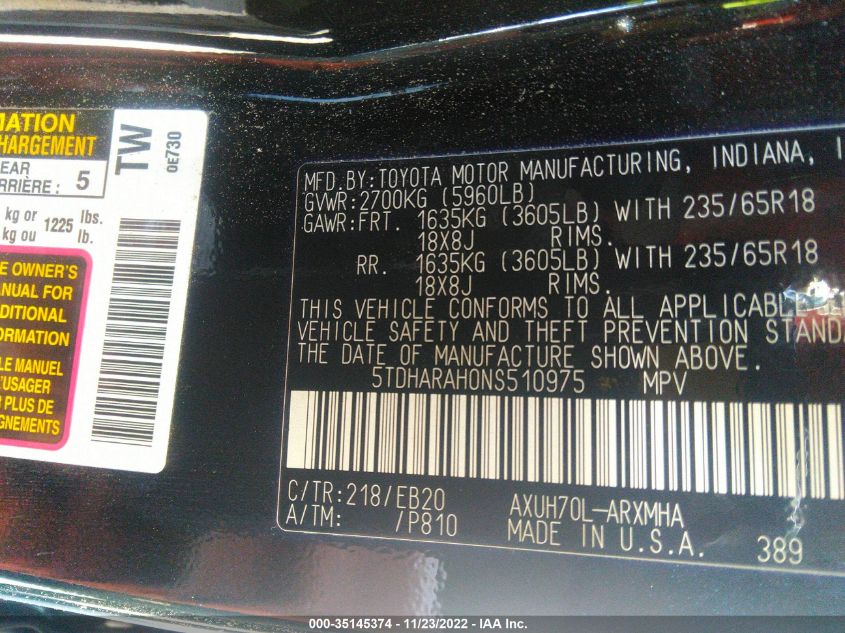 MATION
CHARGEMENT
EAR
RRIÈRE: 5
kg or 1225 lbs.
kg ou lb.
E OWNER'S
ANUAL FOR
DDITIONAL
FORMATION
LE MANUEL
'USAGER
R PLUS DE
GNEMENTS
TW
0E730
MFD.BY:TOYOTA MOTOR MANUFACTURING, INDIANA, I
GVWR:2700KG (5960LB)
GAWR:FRT. 1635KG (3605LB) WITH 235/65R18
18X8J RIMS.
RR. 1635KG (3605LB) WITH 235/65R18
18X8J RIMS.
THIS VEHICLE CONFORMS TO ALL APPLICABLE
VEHICLE SAFETY AND THEFT PREVENTION STANDA
THE DATE OF MANUFACTURE SHOWN ABOVE.
5TDHARAH0NS510975 MPV
C/TR:218/EB20 AXUH70L-ARXMHA
A/TM: /P810 MADE IN U.S.A. 389
000-35145374 - 11/23/2022 - IAA Inc.